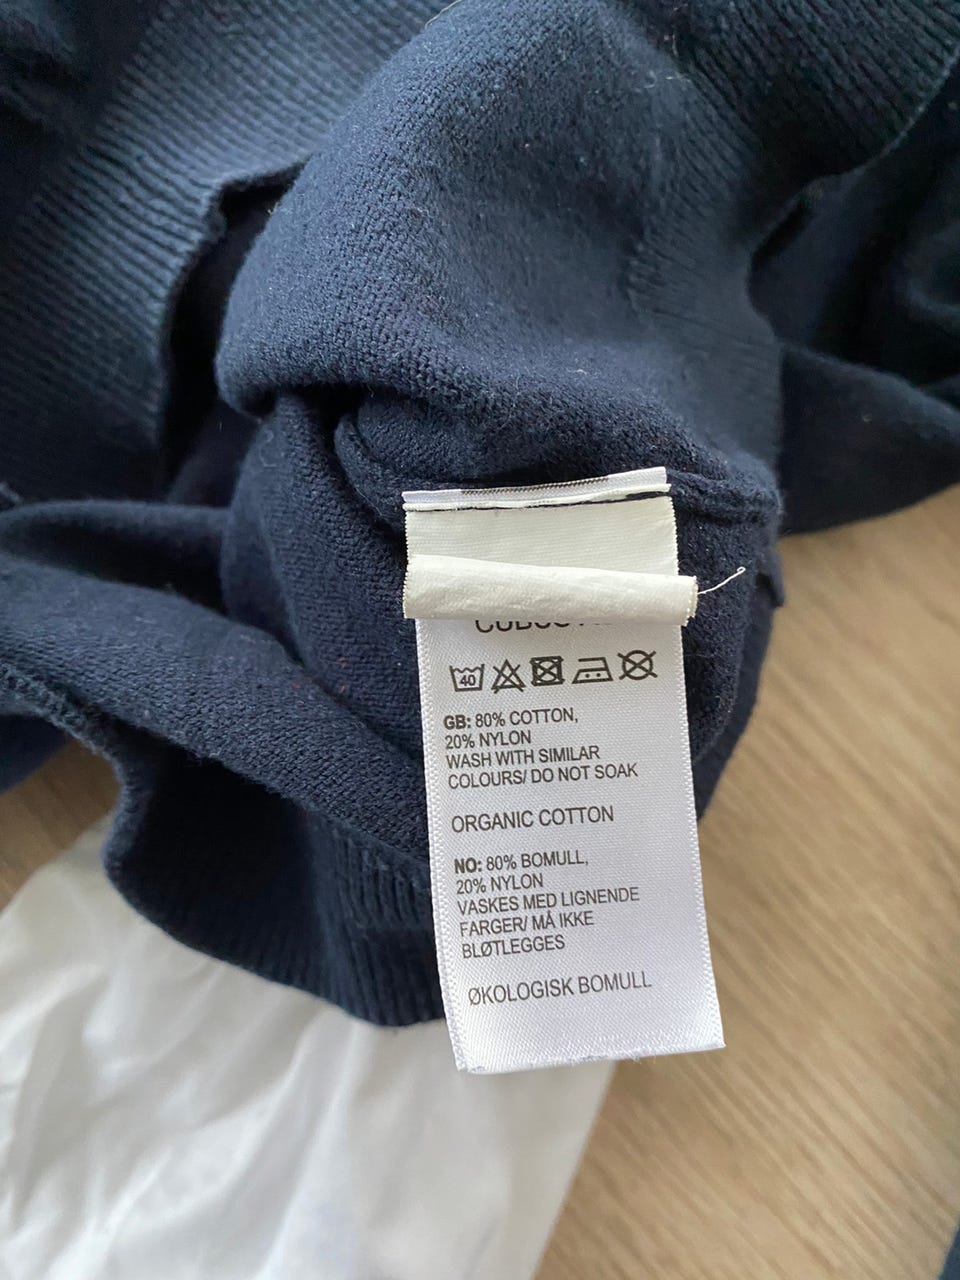 40
GB: 80% COTTON,
20% NYLON
WASH WITH SIMILAR
COLOURS/ DO NOT SOAK
ORGANIC COTTON
NO: 80% BOMULL,
20% NYLON
VASKES MED LIGNENDE
FARGER/ MÅ IKKE
BLØTLEGGES
ØKOLOGISK BOMULL